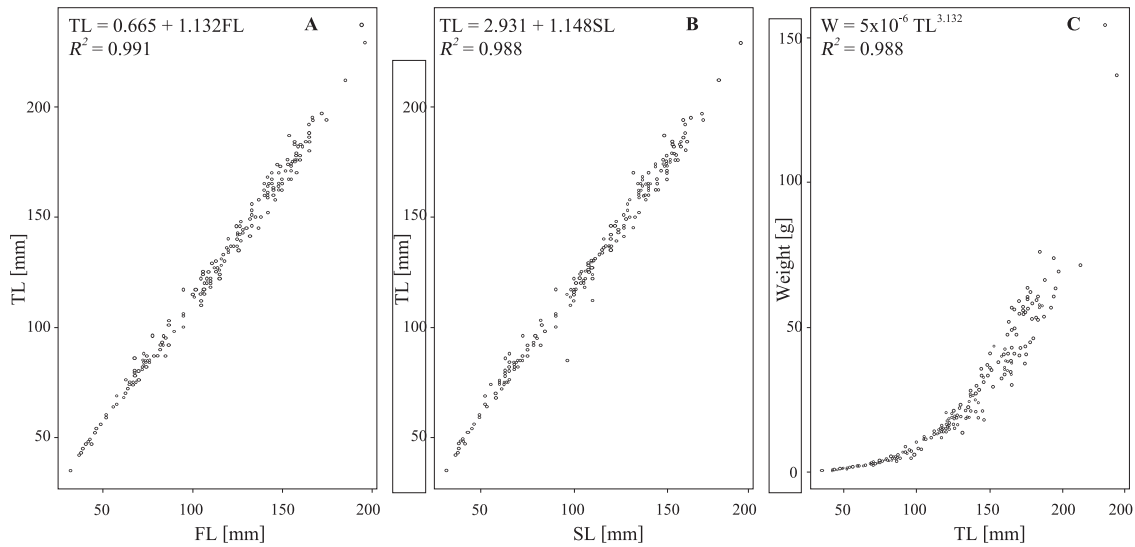 TL = 0.665 + 1.132FL
A
R² = 0.991
200
150
100
50
TL [mm]
50
100
150
200
FL [mm]
TL = 2.931 + 1.148SL
B
R² = 0.988
200
150
100
50
TL [mm]
50
100
150
200
SL [mm]
W = 5x10⁻⁶ TL³·¹³²
C
R² = 0.988
150
100
50
0
Weight [g]
50
100
150
200
TL [mm]